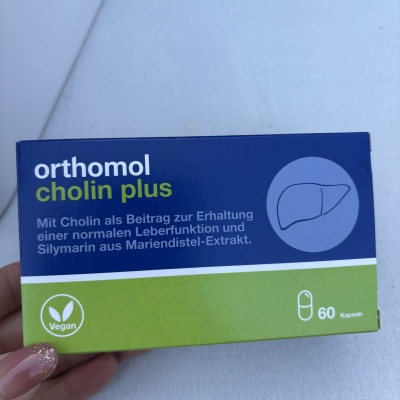 orthomol
cholin plus
Mit Cholin als Beitrag zur Erhaltung
einer normalen Leberfunktion und
Silymarin aus Mariendistel-Extrakt.
Vegan
60 Kapseln